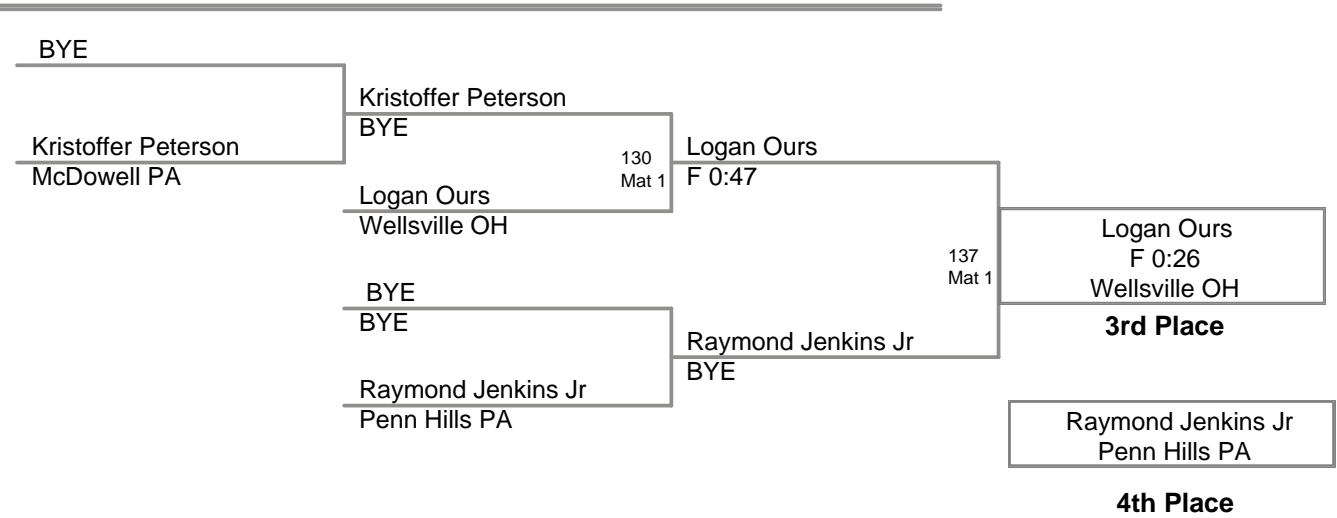 BYE
Kristoffer Peterson
McDowell PA
Kristoffer Peterson
BYE
Logan Ours
Wellsville OH
130
Mat 1
Logan Ours
F 0:47
BYE
BYE
Raymond Jenkins Jr
Penn Hills PA
Raymond Jenkins Jr
BYE
137
Mat 1
Logan Ours
F 0:26
Wellsville OH
3rd Place
Raymond Jenkins Jr
Penn Hills PA
4th Place